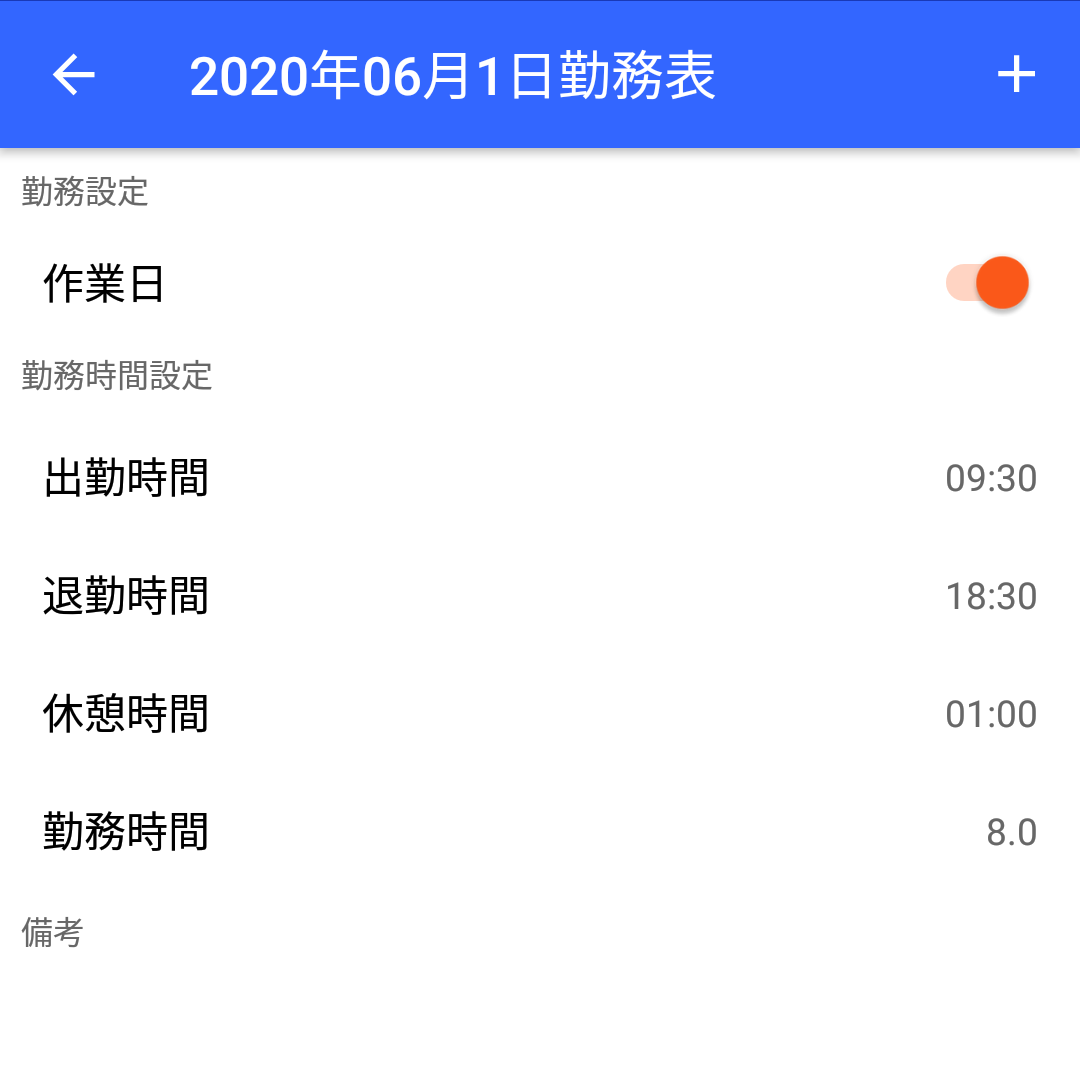 2020年06月1日勤務表
勤務設定
作業日
勤務時間設定
出勤時間 09:30
退勤時間 18:30
休憩時間 01:00
勤務時間 8.0
備考